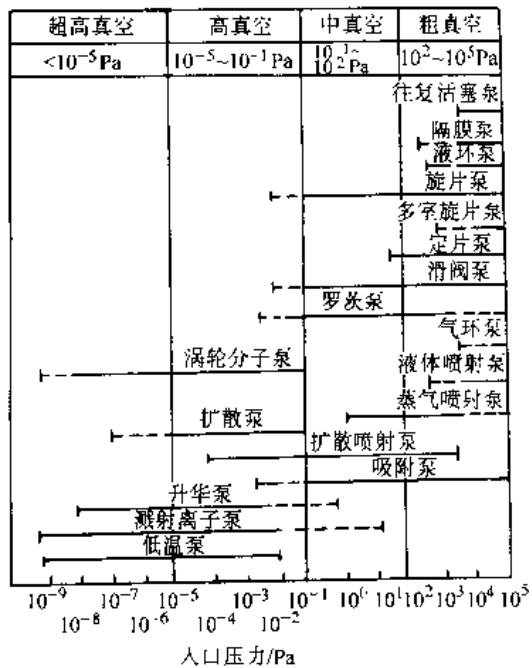 超高真空 高真空 中真空 粗真空
<10⁻⁵Pa 10⁻⁵~10⁻¹Pa 10⁻¹~10²Pa 10²~10⁵Pa
往复活塞泵
隔膜泵
液环泵
旋片泵
多室旋片泵
定片泵
滑阀泵
罗茨泵
气环泵
涡轮分子泵 液体喷射泵
蒸气喷射泵
扩散泵
扩散喷射泵
吸附泵
升华泵
溅射离子泵
低温泵
10⁻⁹ 10⁻⁷ 10⁻⁵ 10⁻³ 10⁻¹ 10⁰ 10¹ 10² 10³ 10⁴ 10⁵
10⁻⁸ 10⁻⁶ 10⁻⁴ 10⁻²
入口压力/Pa